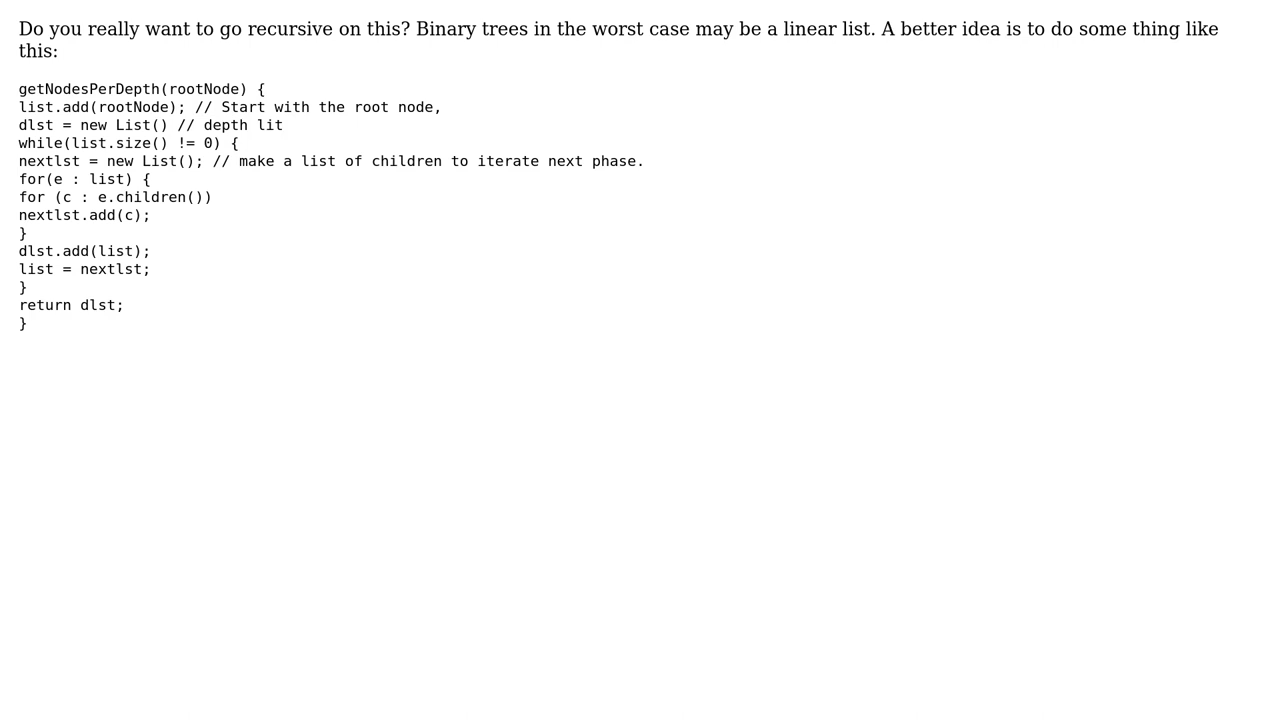 Do you really want to go recursive on this? Binary trees in the worst case may be a linear list. A better idea is to do some thing like
this:
getNodesPerDepth(rootNode) {
list.add(rootNode); // Start with the root node,
dlst = new List() // depth lit
while(list.size() != 0) {
nextlst = new List(); // make a list of children to iterate next phase.
for(e : list) {
for (c : e.children())
nextlst.add(c);
}
dlst.add(list);
list = nextlst;
}
return dlst;
}